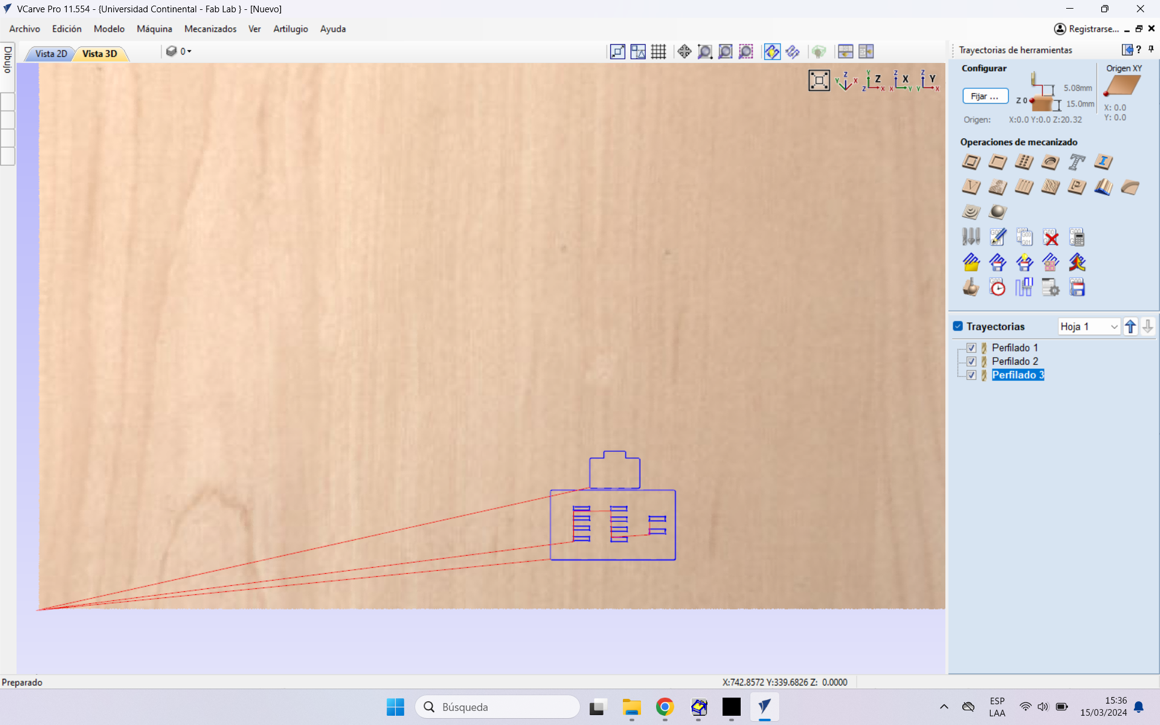 VCarve Pro 11.554 - {Universidad Continental - Fab Lab } - [Nuevo]
Archivo Edición Modelo Máquina Mecanizados Ver Artilugio Ayuda
Registrarse...
Dibujo
Vista 2D Vista 3D 0
Trayectorias de herramientas
Configurar
Origen XY
Fijar ...
5.08mm
Z 0
15.0mm
X: 0.0
Y: 0.0
Origen: X:0.0 Y:0.0 Z:20.32
Operaciones de mecanizado
Trayectorias Hoja 1
Perfilado 1
Perfilado 2
Perfilado 3
Preparado
X:742.8572 Y:339.6826 Z: 0.0000
Búsqueda
ESP
LAA
15:36
15/03/2024